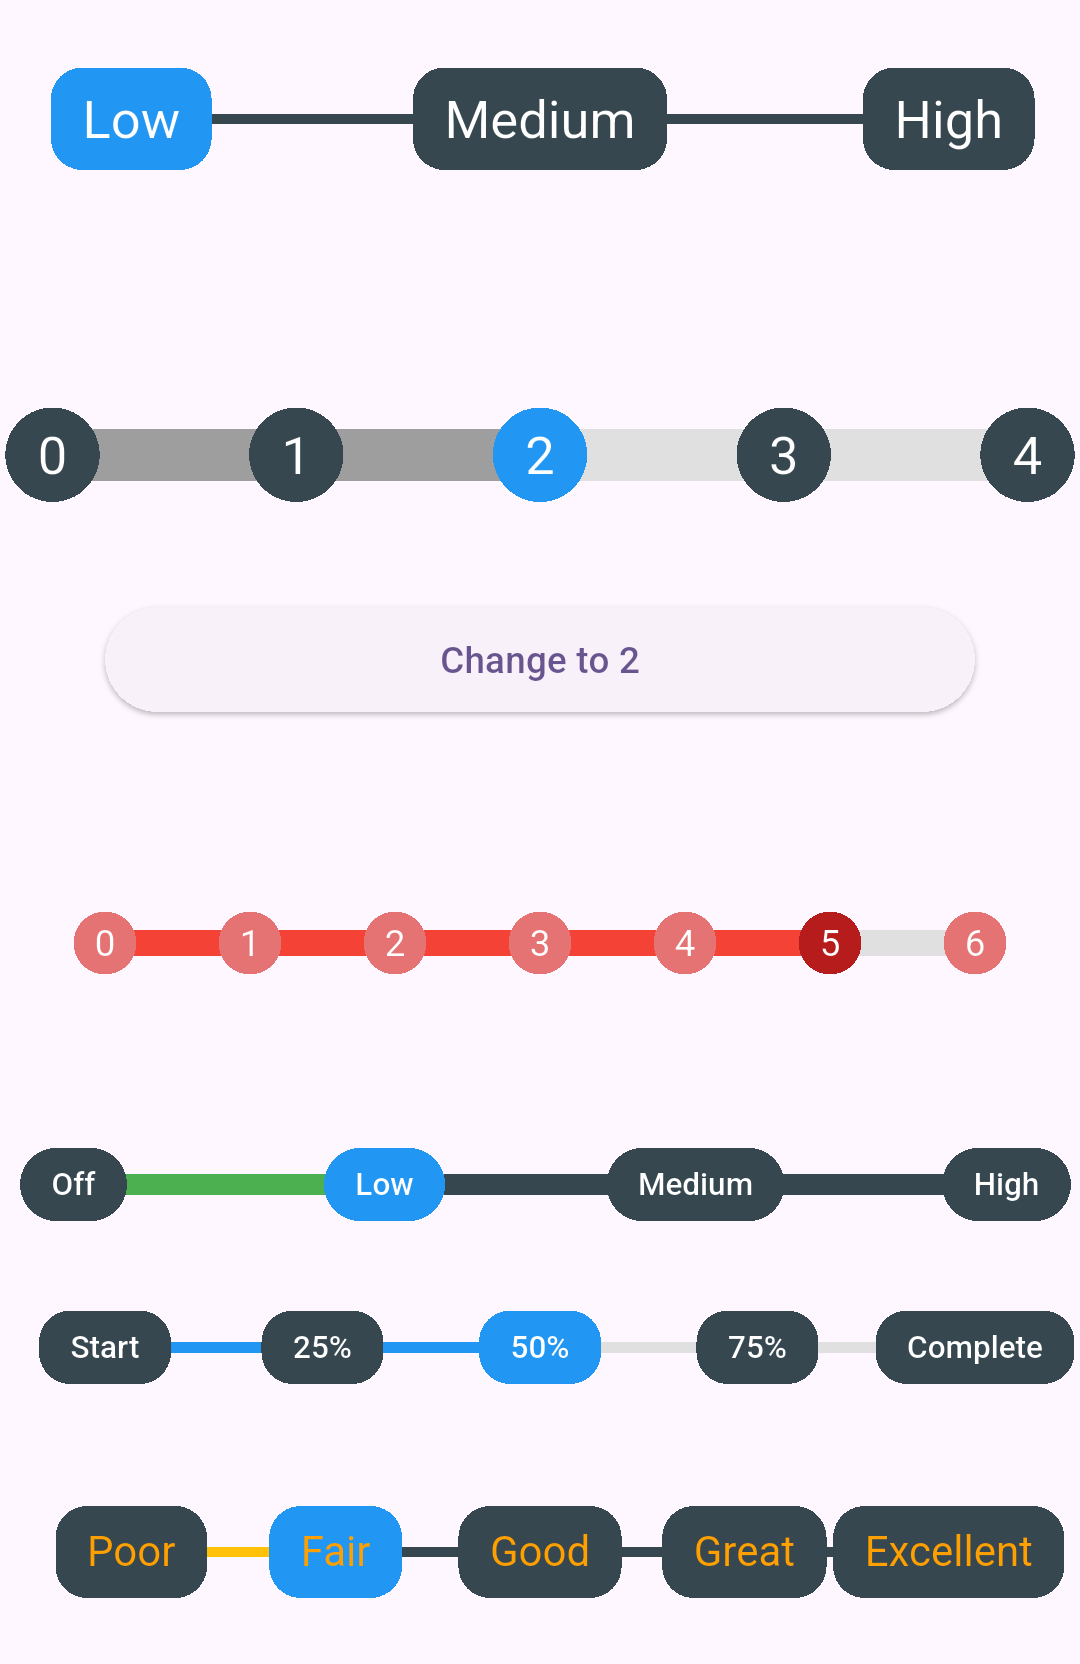 Low Medium High
0 1 2 3 4
Change to 2
0 1 2 3 4 5 6
Off Low Medium High
Start 25% 50% 75% Complete
Poor Fair Good Great Excellent